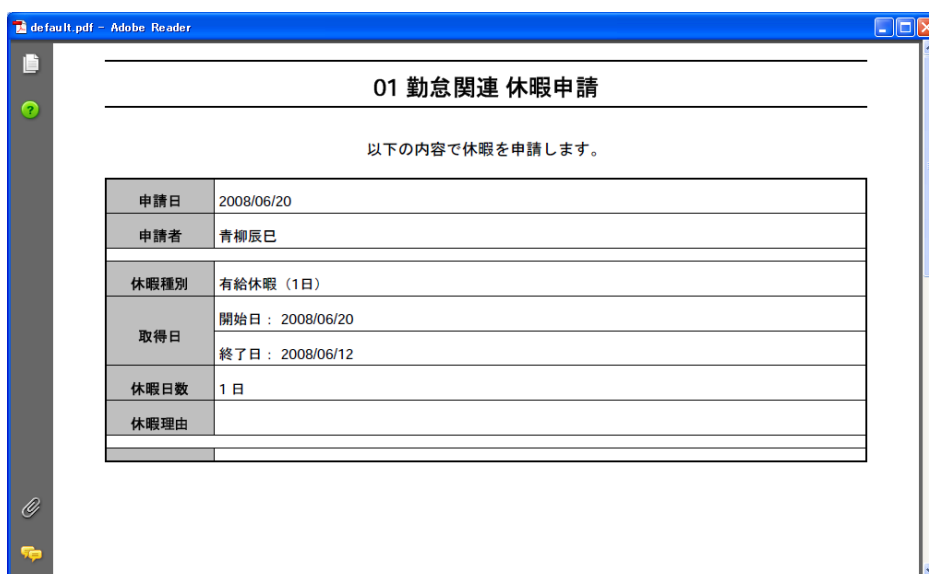 default.pdf - Adobe Reader
01 勤怠関連 休暇申請
以下の内容で休暇を申請します。
申請日 2008/06/20
申請者 青柳辰巳
休暇種別 有給休暇（1日）
取得日
開始日： 2008/06/20
終了日： 2008/06/12
休暇日数 1 日
休暇理由